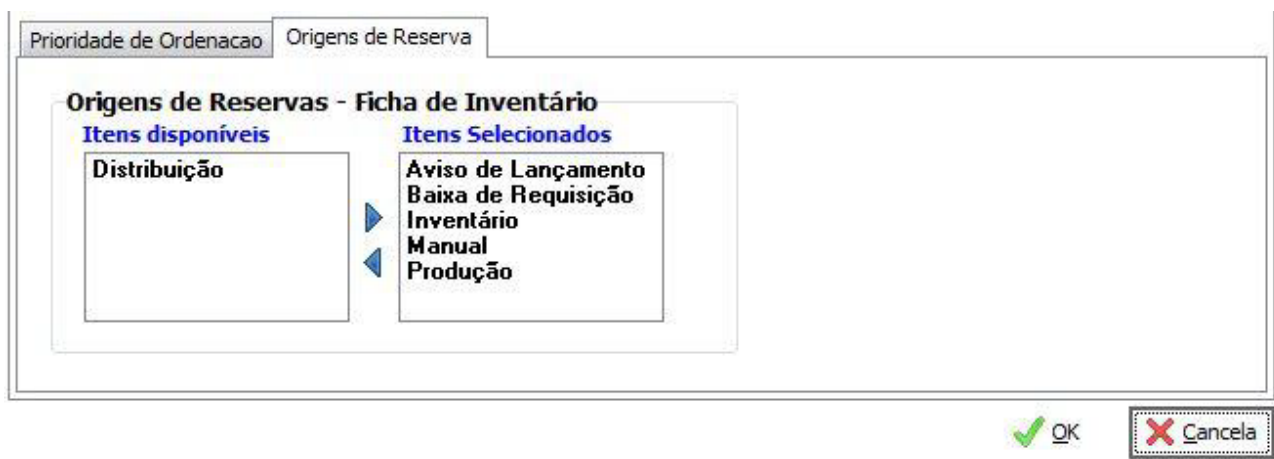 Prioridade de Ordenacao Origens de Reserva
Origens de Reservas - Ficha de Inventário
Itens disponíveis Itens Selecionados
Distribuição Aviso de Lançamento
Baixa de Requisição
Inventário
Manual
Produção
OK Cancela